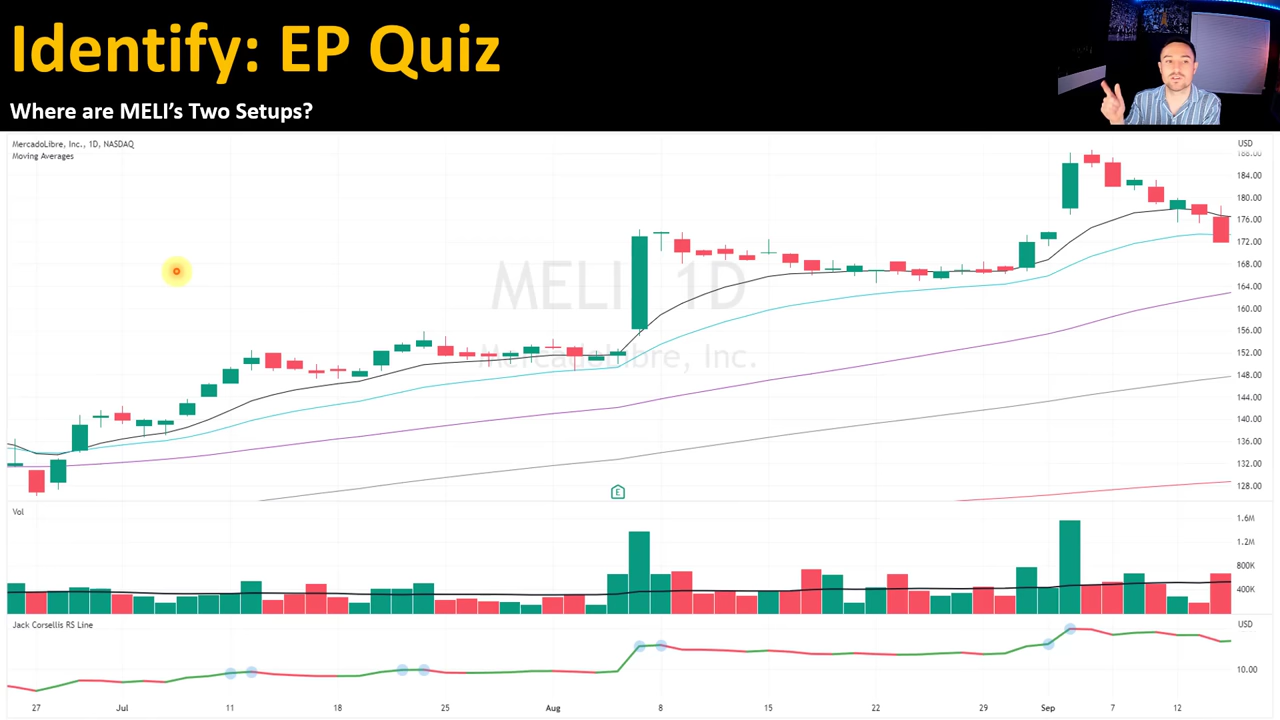 Identify: EP Quiz
Where are MELI's Two Setups?
MercadoLibre, Inc., 1D, NASDAQ
Moving Averages
USD
188.00
184.00
180.00
176.00
172.00
168.00
164.00
160.00
156.00
152.00
148.00
144.00
140.00
136.00
132.00
128.00
MELI 1D
MercadoLibre, Inc.
E
Vol
1.6M
1.2M
800K
400K
Jack Corsellis RS Line
USD
10.00
27 Jul 11 18 25 Aug 8 15 22 29 Sep 7 12